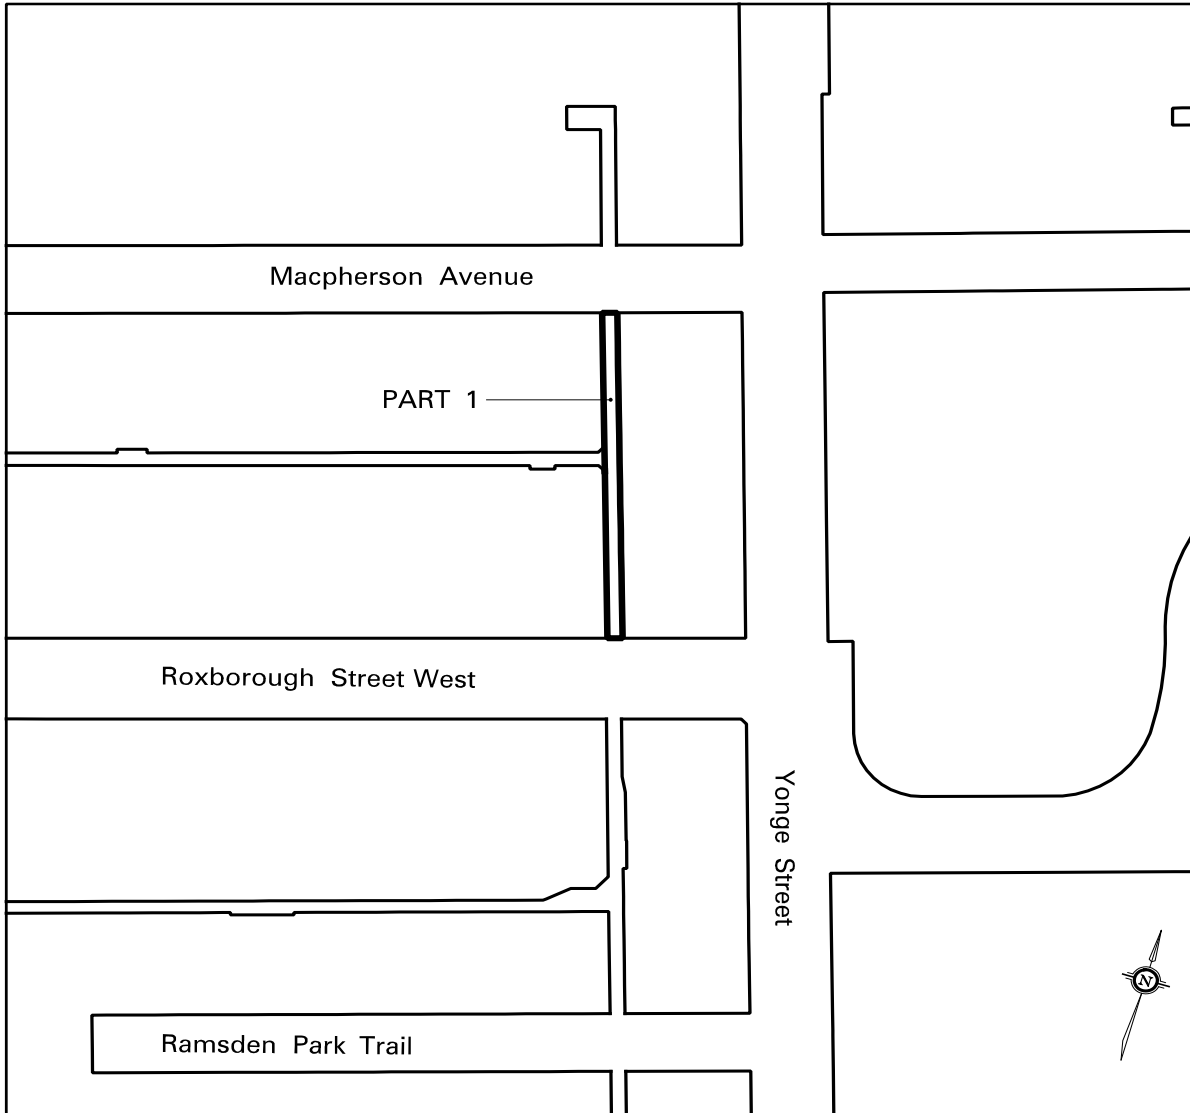 Macpherson Avenue
PART 1
Roxborough Street West
Yonge Street
N
Ramsden Park Trail